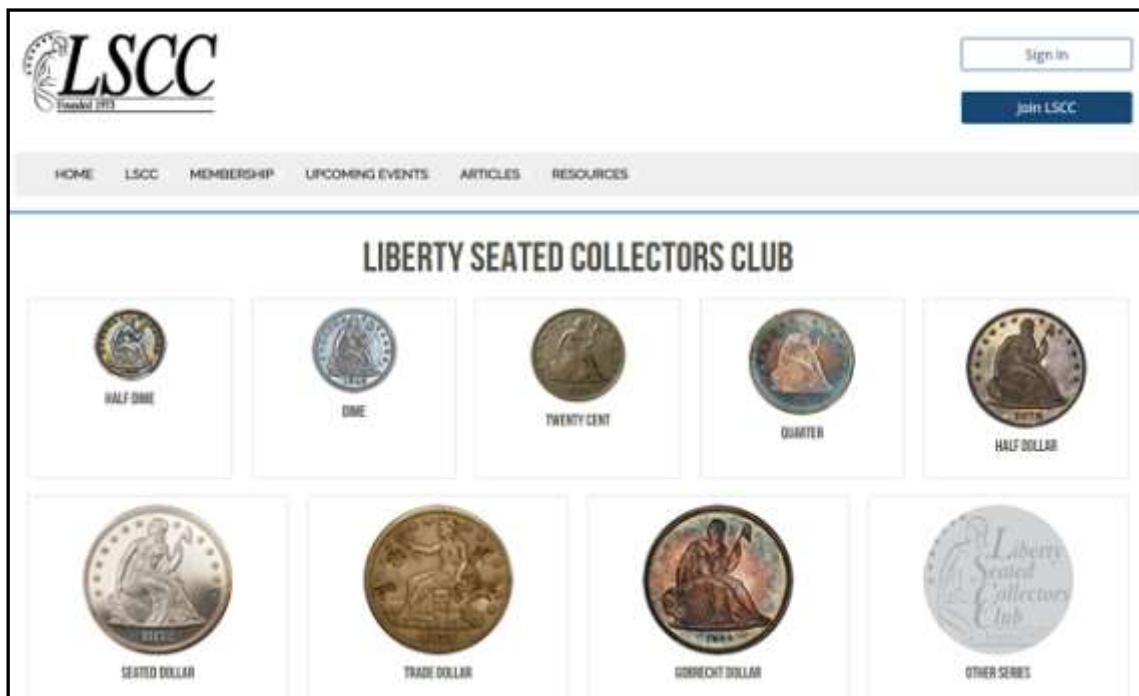 LSCC
Founded 1973
Sign In
Join LSCC
HOME LSCC MEMBERSHIP UPCOMING EVENTS ARTICLES RESOURCES
LIBERTY SEATED COLLECTORS CLUB
HALF DIME
DIME
TWENTY CENT
QUARTER
HALF DOLLAR
SEATED DOLLAR
TRADE DOLLAR
GOBRECHT DOLLAR
Liberty
Seated
Collectors
Club
OTHER SERIES